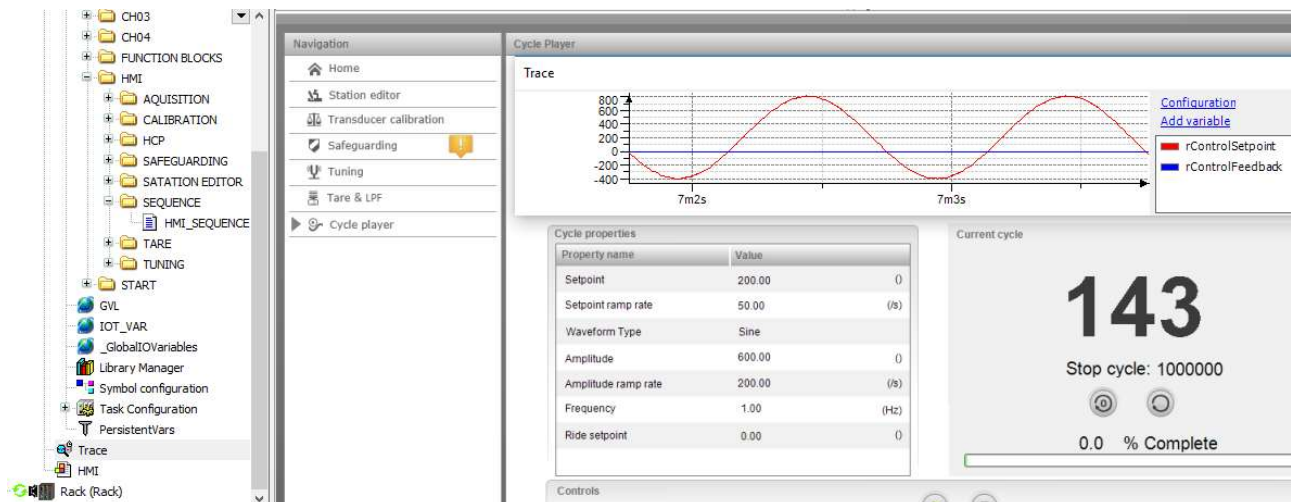 CH03
CH04
FUNCTION BLOCKS
HMI
AQUISITION
CALIBRATION
HCP
SAFEGUARDING
SATATION EDITOR
SEQUENCE
HMI_SEQUENCE
TARE
TUNING
START
GVL
IOT_VAR
_GlobalIOVariables
Library Manager
Symbol configuration
Task Configuration
PersistentVars
Trace
HMI
Rack (Rack)
Navigation
Home
Station editor
Transducer calibration
Safeguarding
Tuning
Tare & LPF
Cycle player
Cycle Player
Trace
800
600
400
200
0
-200
-400
7m2s 7m3s
Configuration
Add variable
rControlSetpoint
rControlFeedback
Cycle properties
Property name Value
Setpoint 200.00 ()
Setpoint ramp rate 50.00 (/s)
Waveform Type Sine
Amplitude 600.00 ()
Amplitude ramp rate 200.00 (/s)
Frequency 1.00 (Hz)
Ride setpoint 0.00 ()
Current cycle
143
Stop cycle: 1000000
0.0 % Complete
Controls